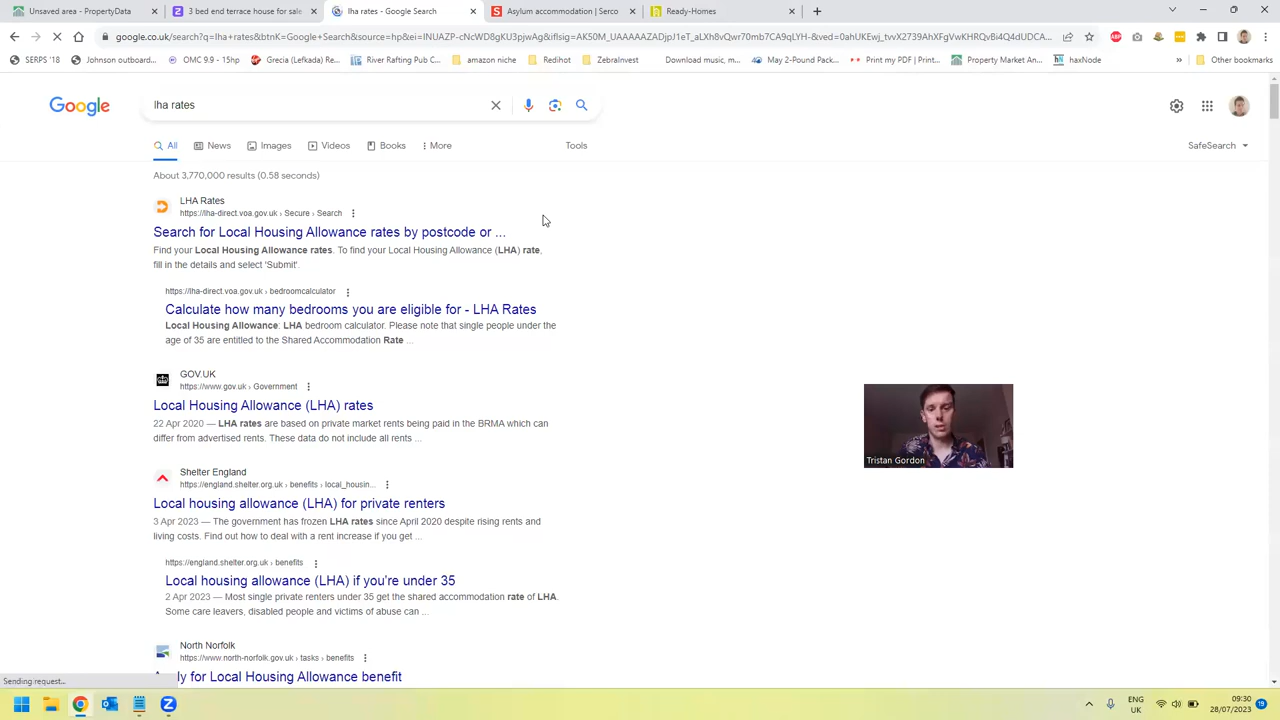 Unsaved area - PropertyData
3 bed end terrace house for sale
lha rates - Google Search
Asylum accommodation | Serco
Ready-Homes
google.co.uk/search?q=lha+rates&btnK=Google+Search&source=hp&ei=
SERPS '18
Johnson outboard...
OMC 9.9 - 15hp
Grecia (Kastro) Re...
River Rafting Pub C...
amazon niche
Redihot
ZebraInvest
Download music, m...
May 2-Pound Pack...
Print my PDF | Prin...
Property Market An...
haxNode
»
Other bookmarks
Google
lha rates
All
News
Images
Videos
Books
More
Tools
SafeSearch
About 3,770,000 results (0.58 seconds)
LHA Rates
https://lha-direct.voa.gov.uk › Secure › Search
Search for Local Housing Allowance rates by postcode or ...
Find your Local Housing Allowance rates. To find your Local Housing Allowance (LHA) rate,
fill in the details and select 'Submit'.
https://lha-direct.voa.gov.uk › bedroomcalculator
Calculate how many bedrooms you are eligible for - LHA Rates
Local Housing Allowance: LHA bedroom calculator. Please note that single people under the
age of 35 are entitled to the Shared Accommodation Rate ...
GOV.UK
https://www.gov.uk › Government
Local Housing Allowance (LHA) rates
22 Apr 2020 — LHA rates are based on private market rents being paid in the BRMA which can
differ from advertised rents. These data do not include all rents ...
Shelter England
https://england.shelter.org.uk › benefits › local_housin...
Local housing allowance (LHA) for private renters
3 Apr 2023 — The government has frozen LHA rates since April 2020 despite rising rents and
living costs. Find out how to deal with a rent increase if you get ...
https://england.shelter.org.uk › benefits
Local housing allowance (LHA) if you're under 35
2 Apr 2023 — Most single private renters under 35 get the shared accommodation rate of LHA.
Some care leavers, disabled people and victims of abuse can ...
North Norfolk
https://www.north-norfolk.gov.uk › tasks › benefits
for Local Housing Allowance benefit
Tristan Gordon
Sending request...
ENG
UK
09:30
28/07/2023
19